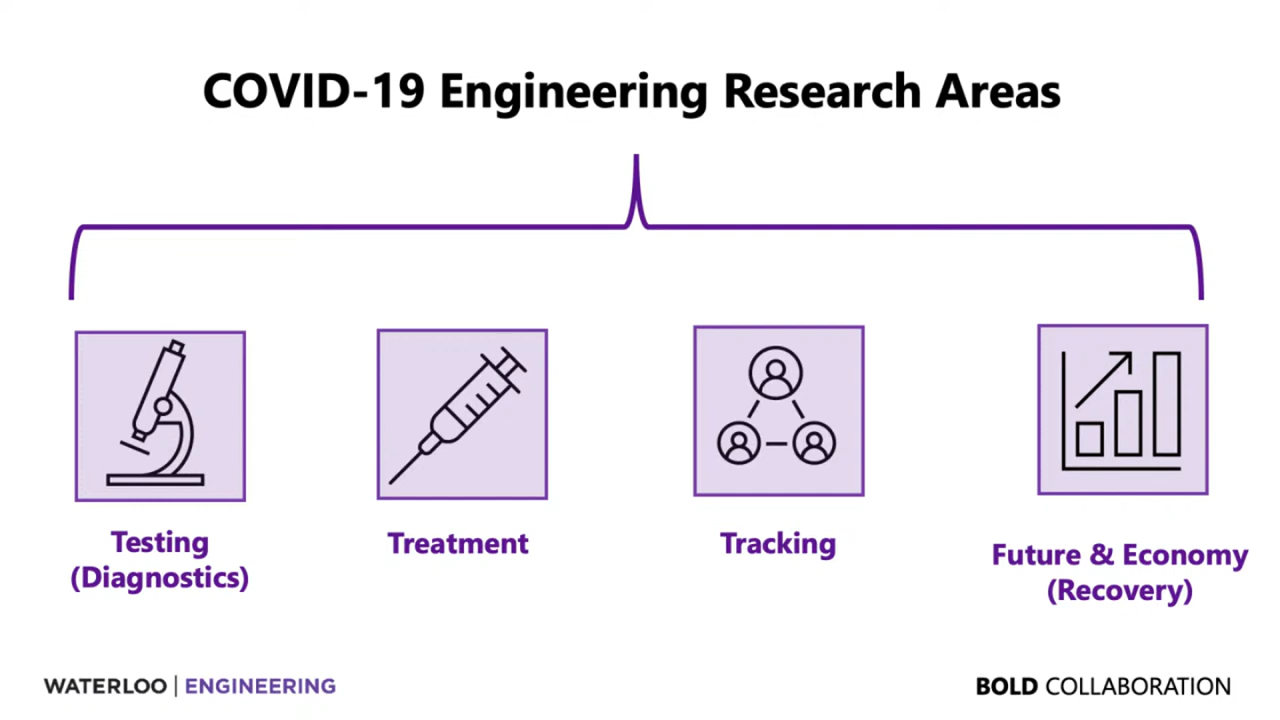 COVID-19 Engineering Research Areas
Testing
(Diagnostics)
Treatment
Tracking
Future & Economy
(Recovery)
WATERLOO | ENGINEERING
BOLD COLLABORATION